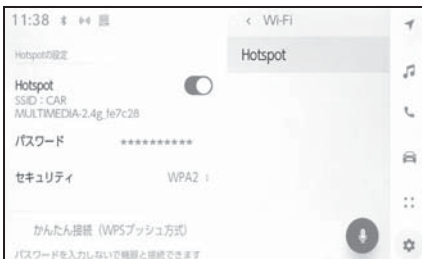 11:38
‹ Wi-Fi
Hotspotの設定
Hotspot
Hotspot
SSID : CAR
MULTIMEDIA-2.4g_fe7c28
パスワード **********
セキュリティ WPA2
かんたん接続（WPSプッシュ方式）
パスワードを入力しないで機器と接続できます